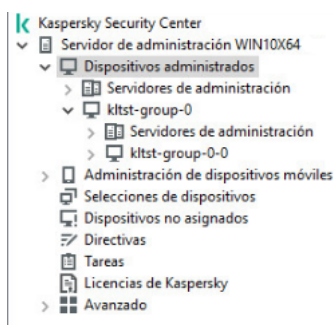 Kaspersky Security Center
Servidor de administración WIN10X64
Dispositivos administrados
Servidores de administración
kltst-group-0
Servidores de administración
kltst-group-0-0
Administración de dispositivos móviles
Selecciones de dispositivos
Dispositivos no asignados
Directivas
Tareas
Licencias de Kaspersky
Avanzado